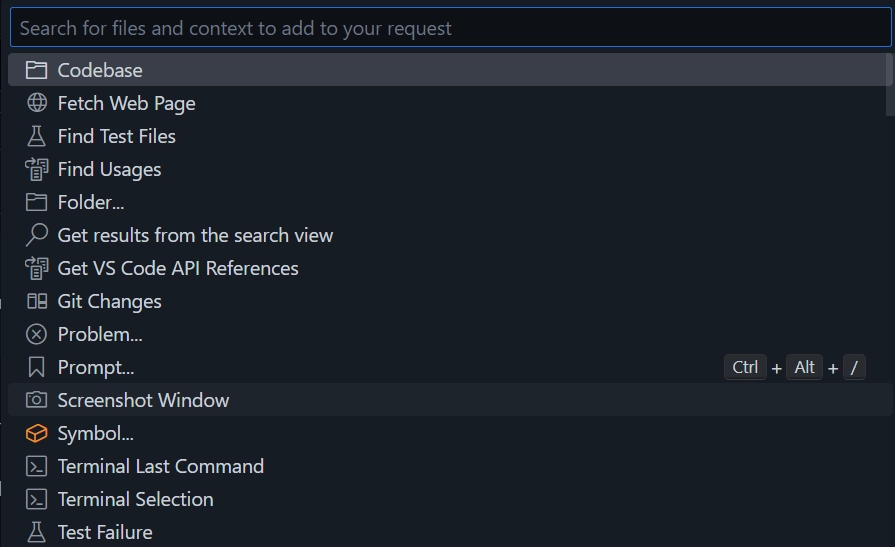 Search for files and context to add to your request
Codebase
Fetch Web Page
Find Test Files
Find Usages
Folder...
Get results from the search view
Get VS Code API References
Git Changes
Problem...
Prompt... Ctrl + Alt + /
Screenshot Window
Symbol...
Terminal Last Command
Terminal Selection
Test Failure